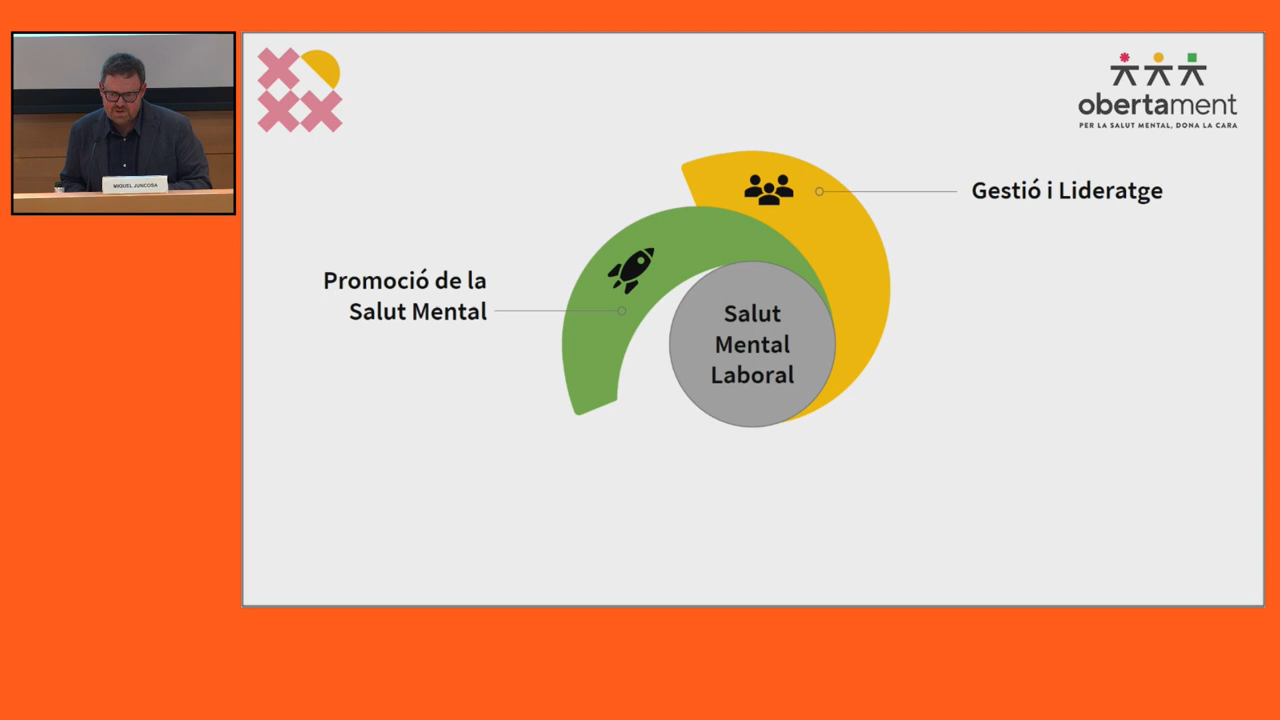 MIQUEL JUNCOSA
obertament
PER LA SALUT MENTAL, DONA LA CARA
Gestió i Lideratge
Promoció de la
Salut Mental
Salut
Mental
Laboral